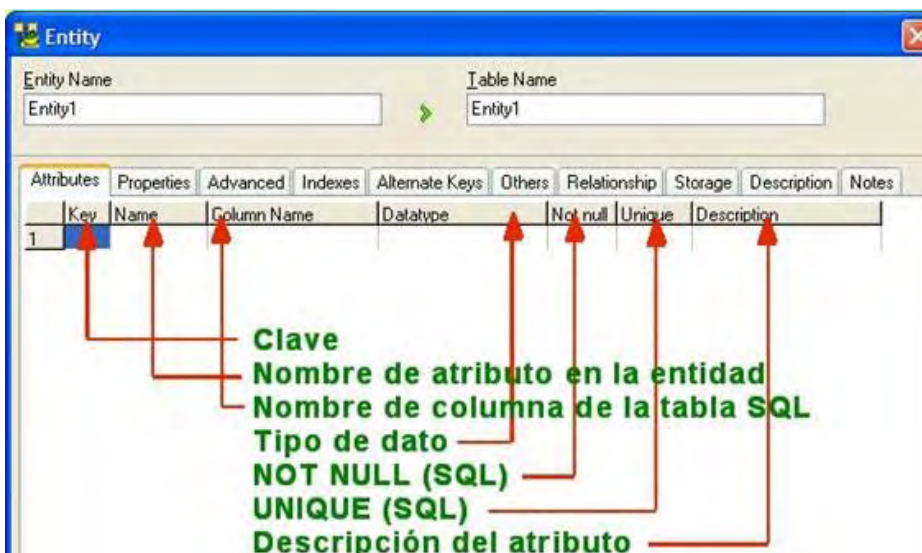 Entity
Entity Name Table Name
Entity1 Entity1
Attributes Properties Advanced Indexes Alternate Keys Others Relationship Storage Description Notes
Key Name Column Name Datatype Not null Unique Description
1
Clave
Nombre de atributo en la entidad
Nombre de columna de la tabla SQL
Tipo de dato
NOT NULL (SQL)
UNIQUE (SQL)
Descripción del atributo